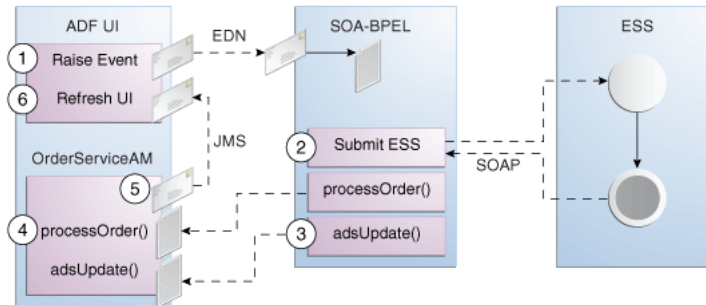 ADF UI
1 Raise Event
6 Refresh UI
EDN
JMS
OrderServiceAM
5
4 processOrder()
adsUpdate()
SOA-BPEL
2 Submit ESS
processOrder()
3 adsUpdate()
SOAP
ESS